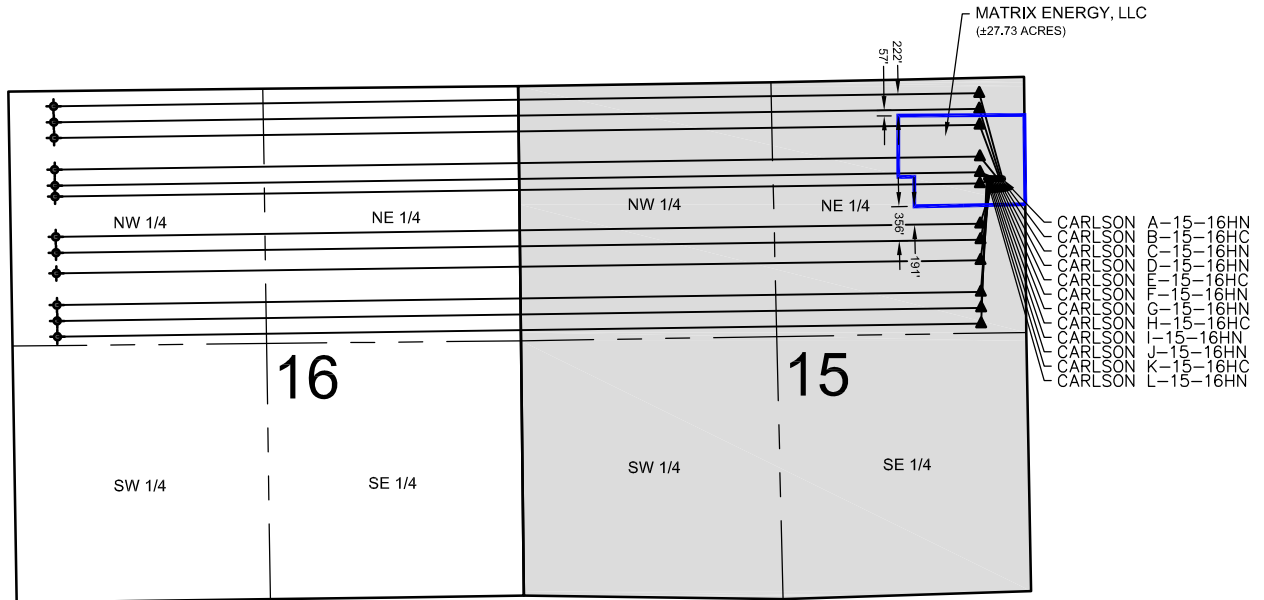 MATRIX ENERGY, LLC
(±27.73 ACRES)
222'
57'
NW 1/4
NE 1/4
NW 1/4
NE 1/4
356'
191'
CARLSON A-15-16HN
CARLSON B-15-16HC
CARLSON C-15-16HN
CARLSON D-15-16HN
CARLSON E-15-16HC
CARLSON F-15-16HN
CARLSON G-15-16HN
CARLSON H-15-16HC
CARLSON I-15-16HN
CARLSON J-15-16HN
CARLSON K-15-16HC
CARLSON L-15-16HN
16
15
SW 1/4
SE 1/4
SW 1/4
SE 1/4